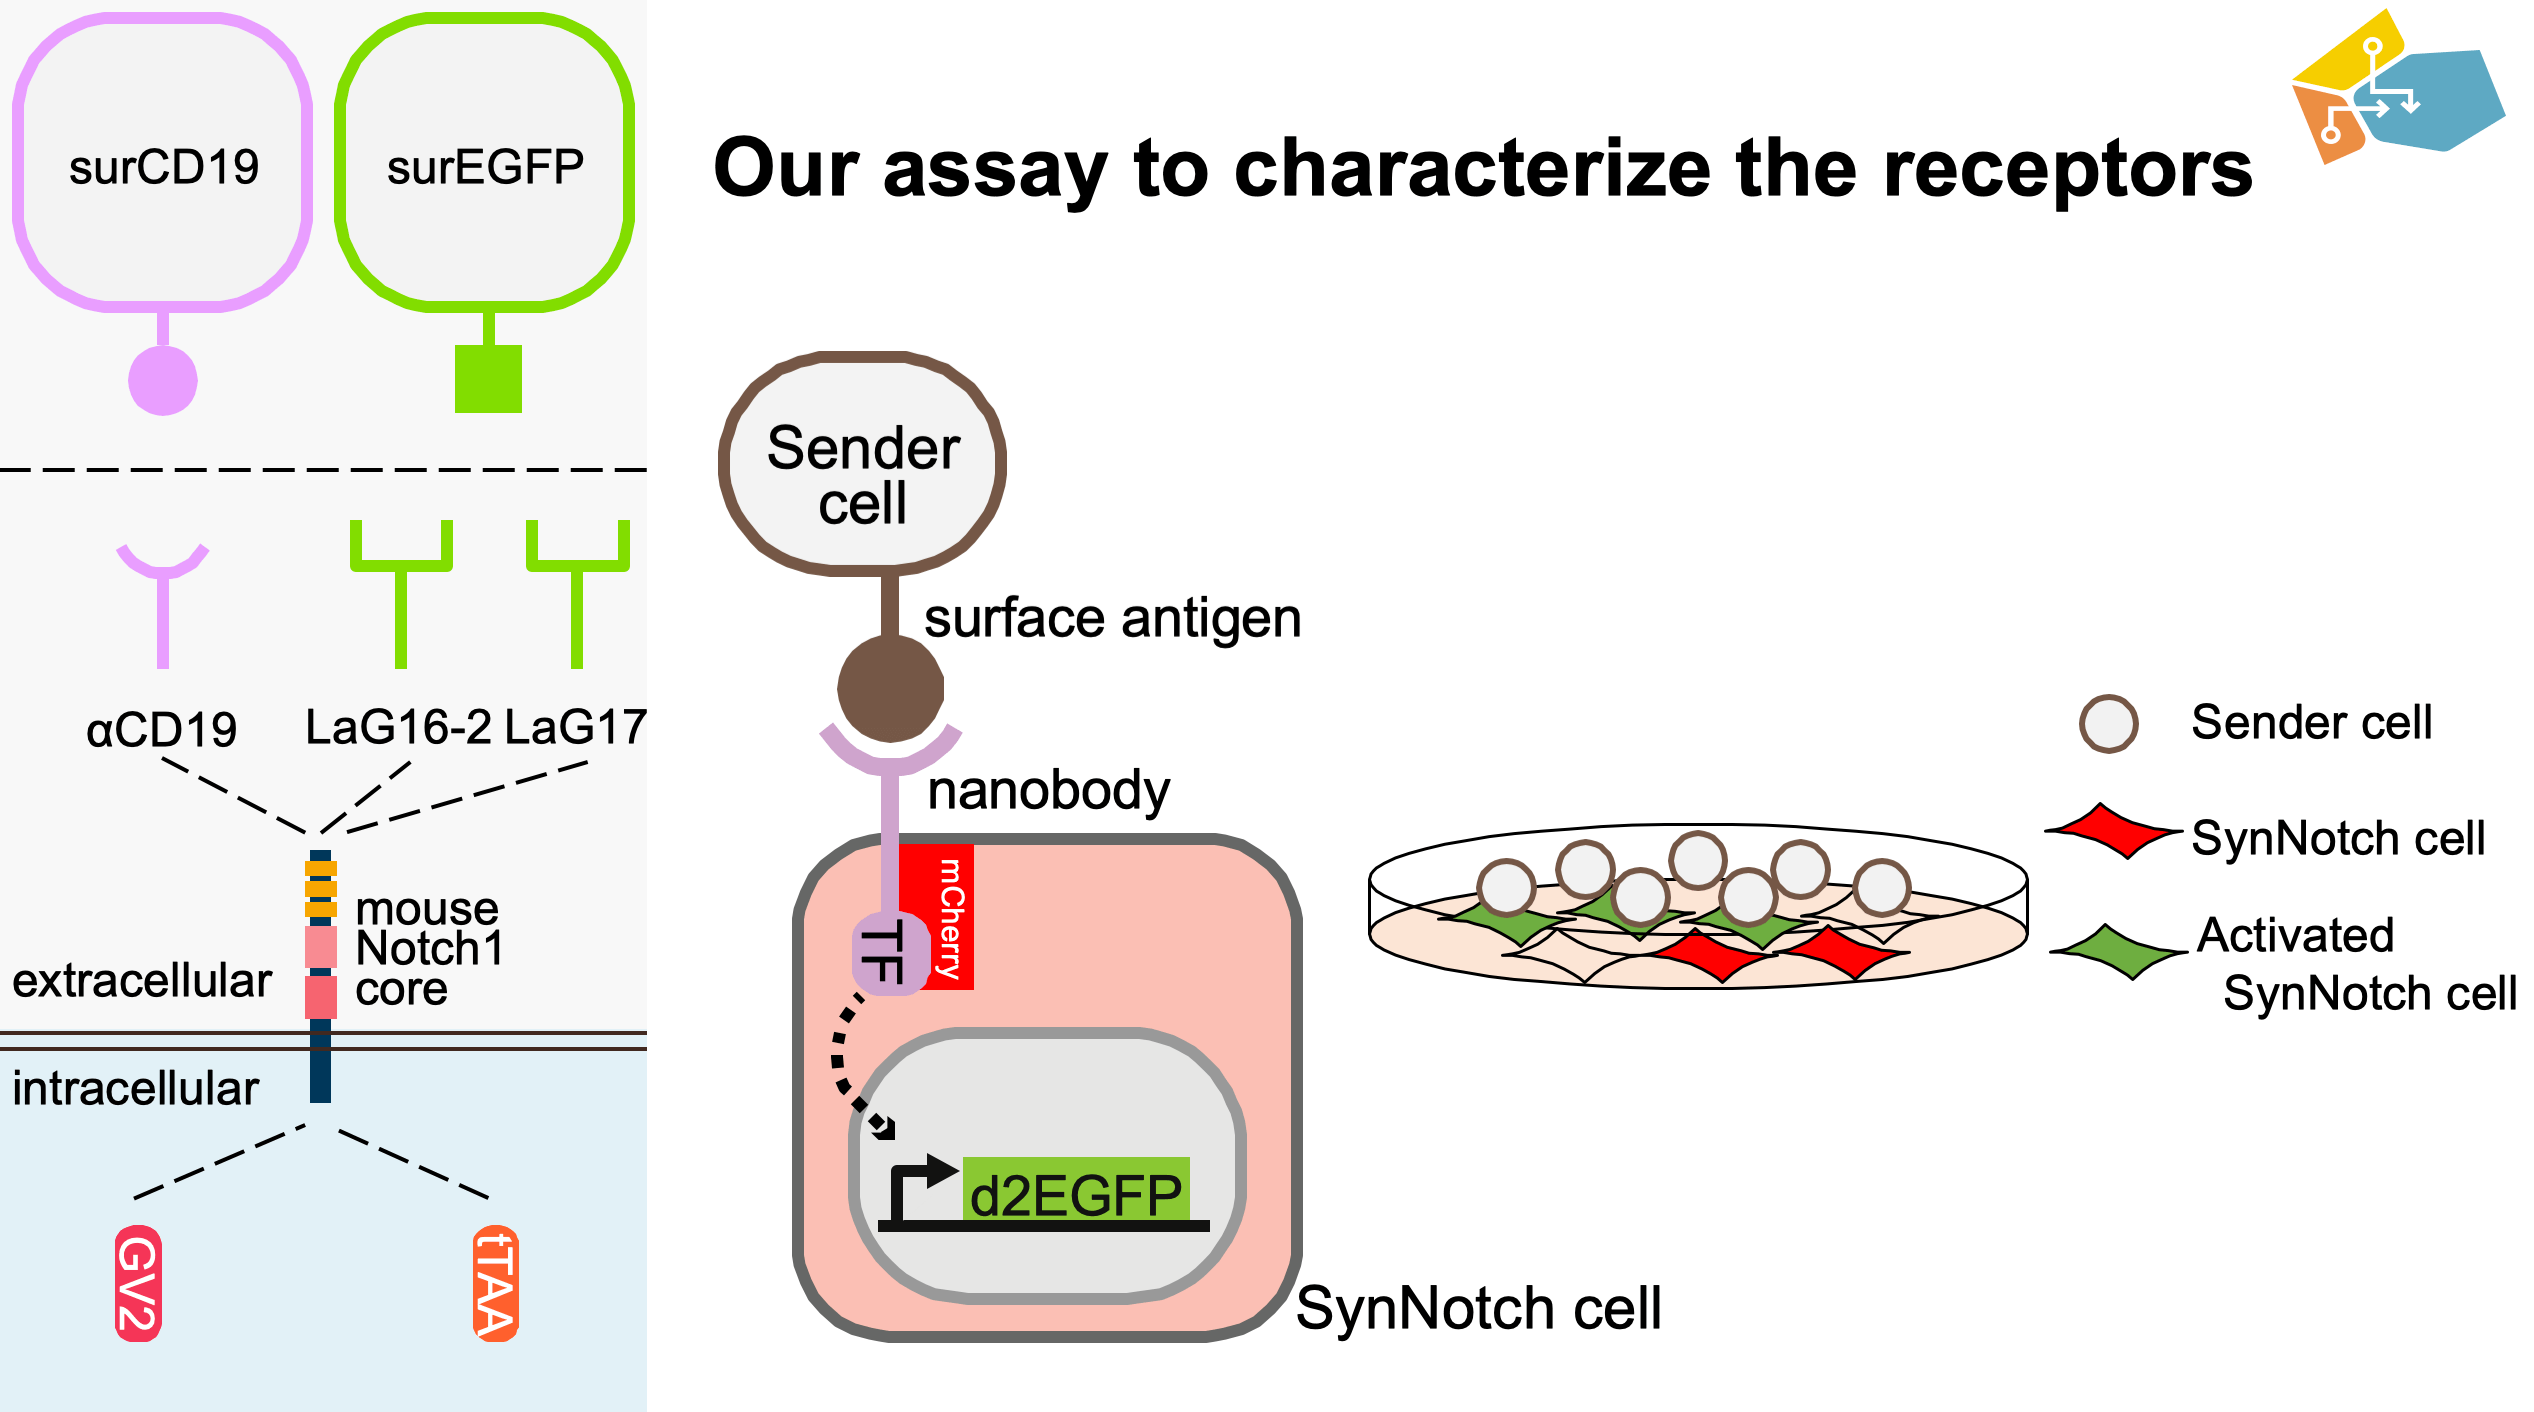 surCD19
surEGFP
αCD19
LaG16-2
LaG17
mouse
Notch1
core
extracellular
intracellular
GV2
tTAA
Our assay to characterize the receptors
Sender
cell
surface antigen
nanobody
mCherry
TF
d2EGFP
SynNotch cell
Sender cell
SynNotch cell
Activated
SynNotch cell